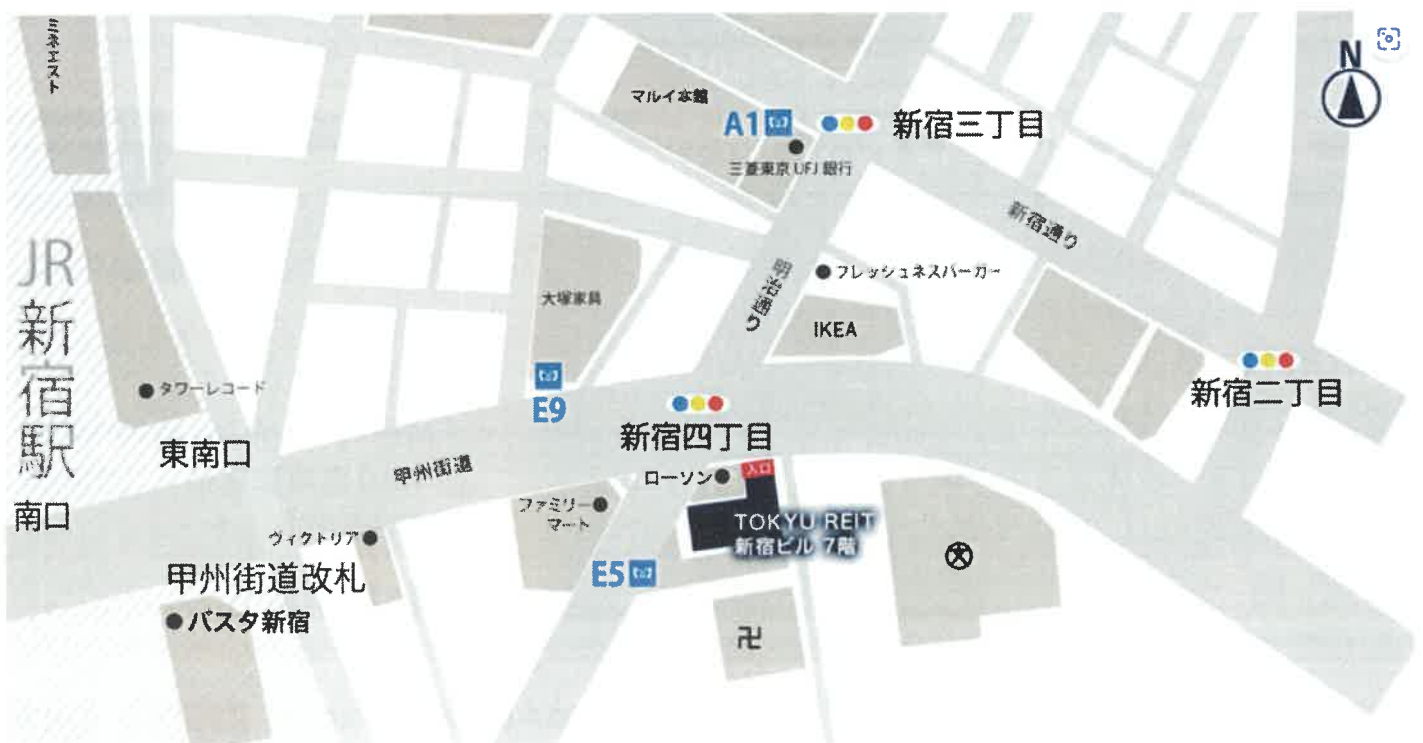 ミネエスト
N
マルイ本館
A1
新宿三丁目
三菱東京UFJ銀行
新宿通り
JR
新宿駅
南口
大塚家具
明治通り
フレッシュネスバーガー
IKEA
タワーレコード
E9
新宿二丁目
新宿四丁目
東南口
甲州街道
ローソン
入口
ファミリー
マート
TOKYU REIT
新宿ビル 7階
ヴィクトリア
甲州街道改札
E5
文
バスタ新宿
卍